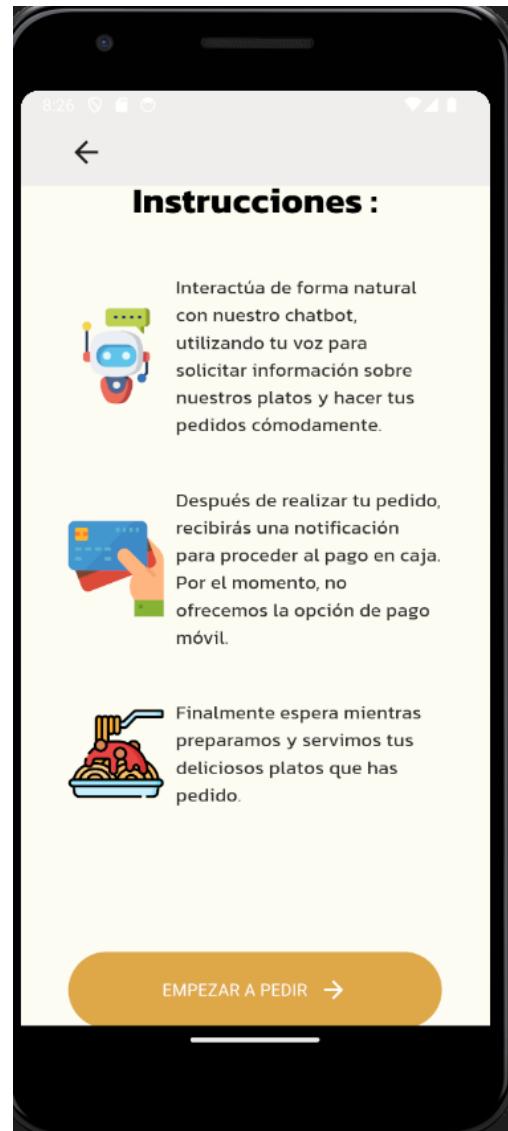 8:26
Instrucciones :
Interactúa de forma natural
con nuestro chatbot,
utilizando tu voz para
solicitar información sobre
nuestros platos y hacer tus
pedidos cómodamente.
Después de realizar tu pedido,
recibirás una notificación
para proceder al pago en caja.
Por el momento, no
ofrecemos la opción de pago
móvil.
Finalmente espera mientras
preparamos y servimos tus
deliciosos platos que has
pedido.
EMPEZAR A PEDIR →